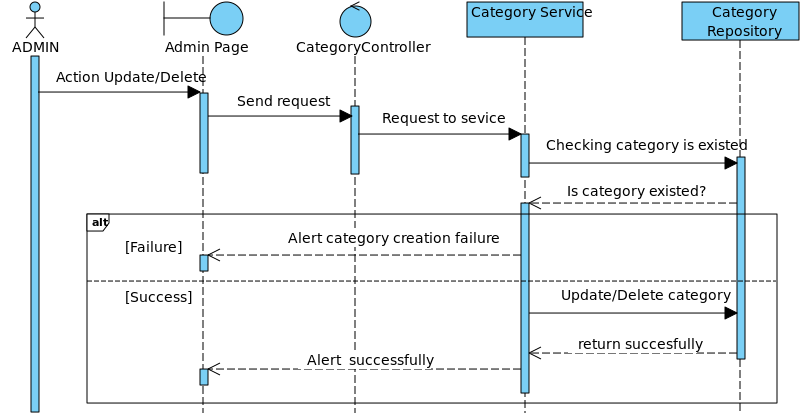 ADMIN
Admin Page
CategoryController
Category Service
Category
Repository
Action Update/Delete
Send request
Request to sevice
Checking category is existed
Is category existed?
alt
[Failure]
Alert category creation failure
[Success]
Update/Delete category
return succesfully
Alert  successfully